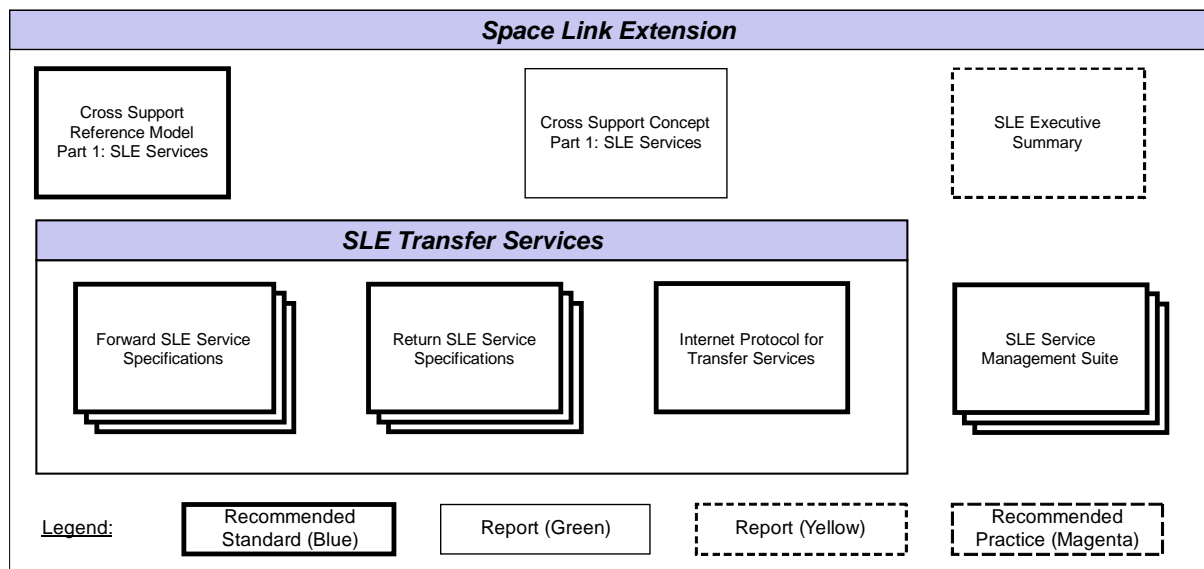 Space Link Extension
Cross Support
Reference Model
Part 1: SLE Services
Cross Support Concept
Part 1: SLE Services
SLE Executive
Summary
SLE Transfer Services
Forward SLE Service
Specifications
Return SLE Service
Specifications
Internet Protocol for
Transfer Services
SLE Service
Management Suite
Legend:
Recommended
Standard (Blue)
Report (Green)
Report (Yellow)
Recommended
Practice (Magenta)